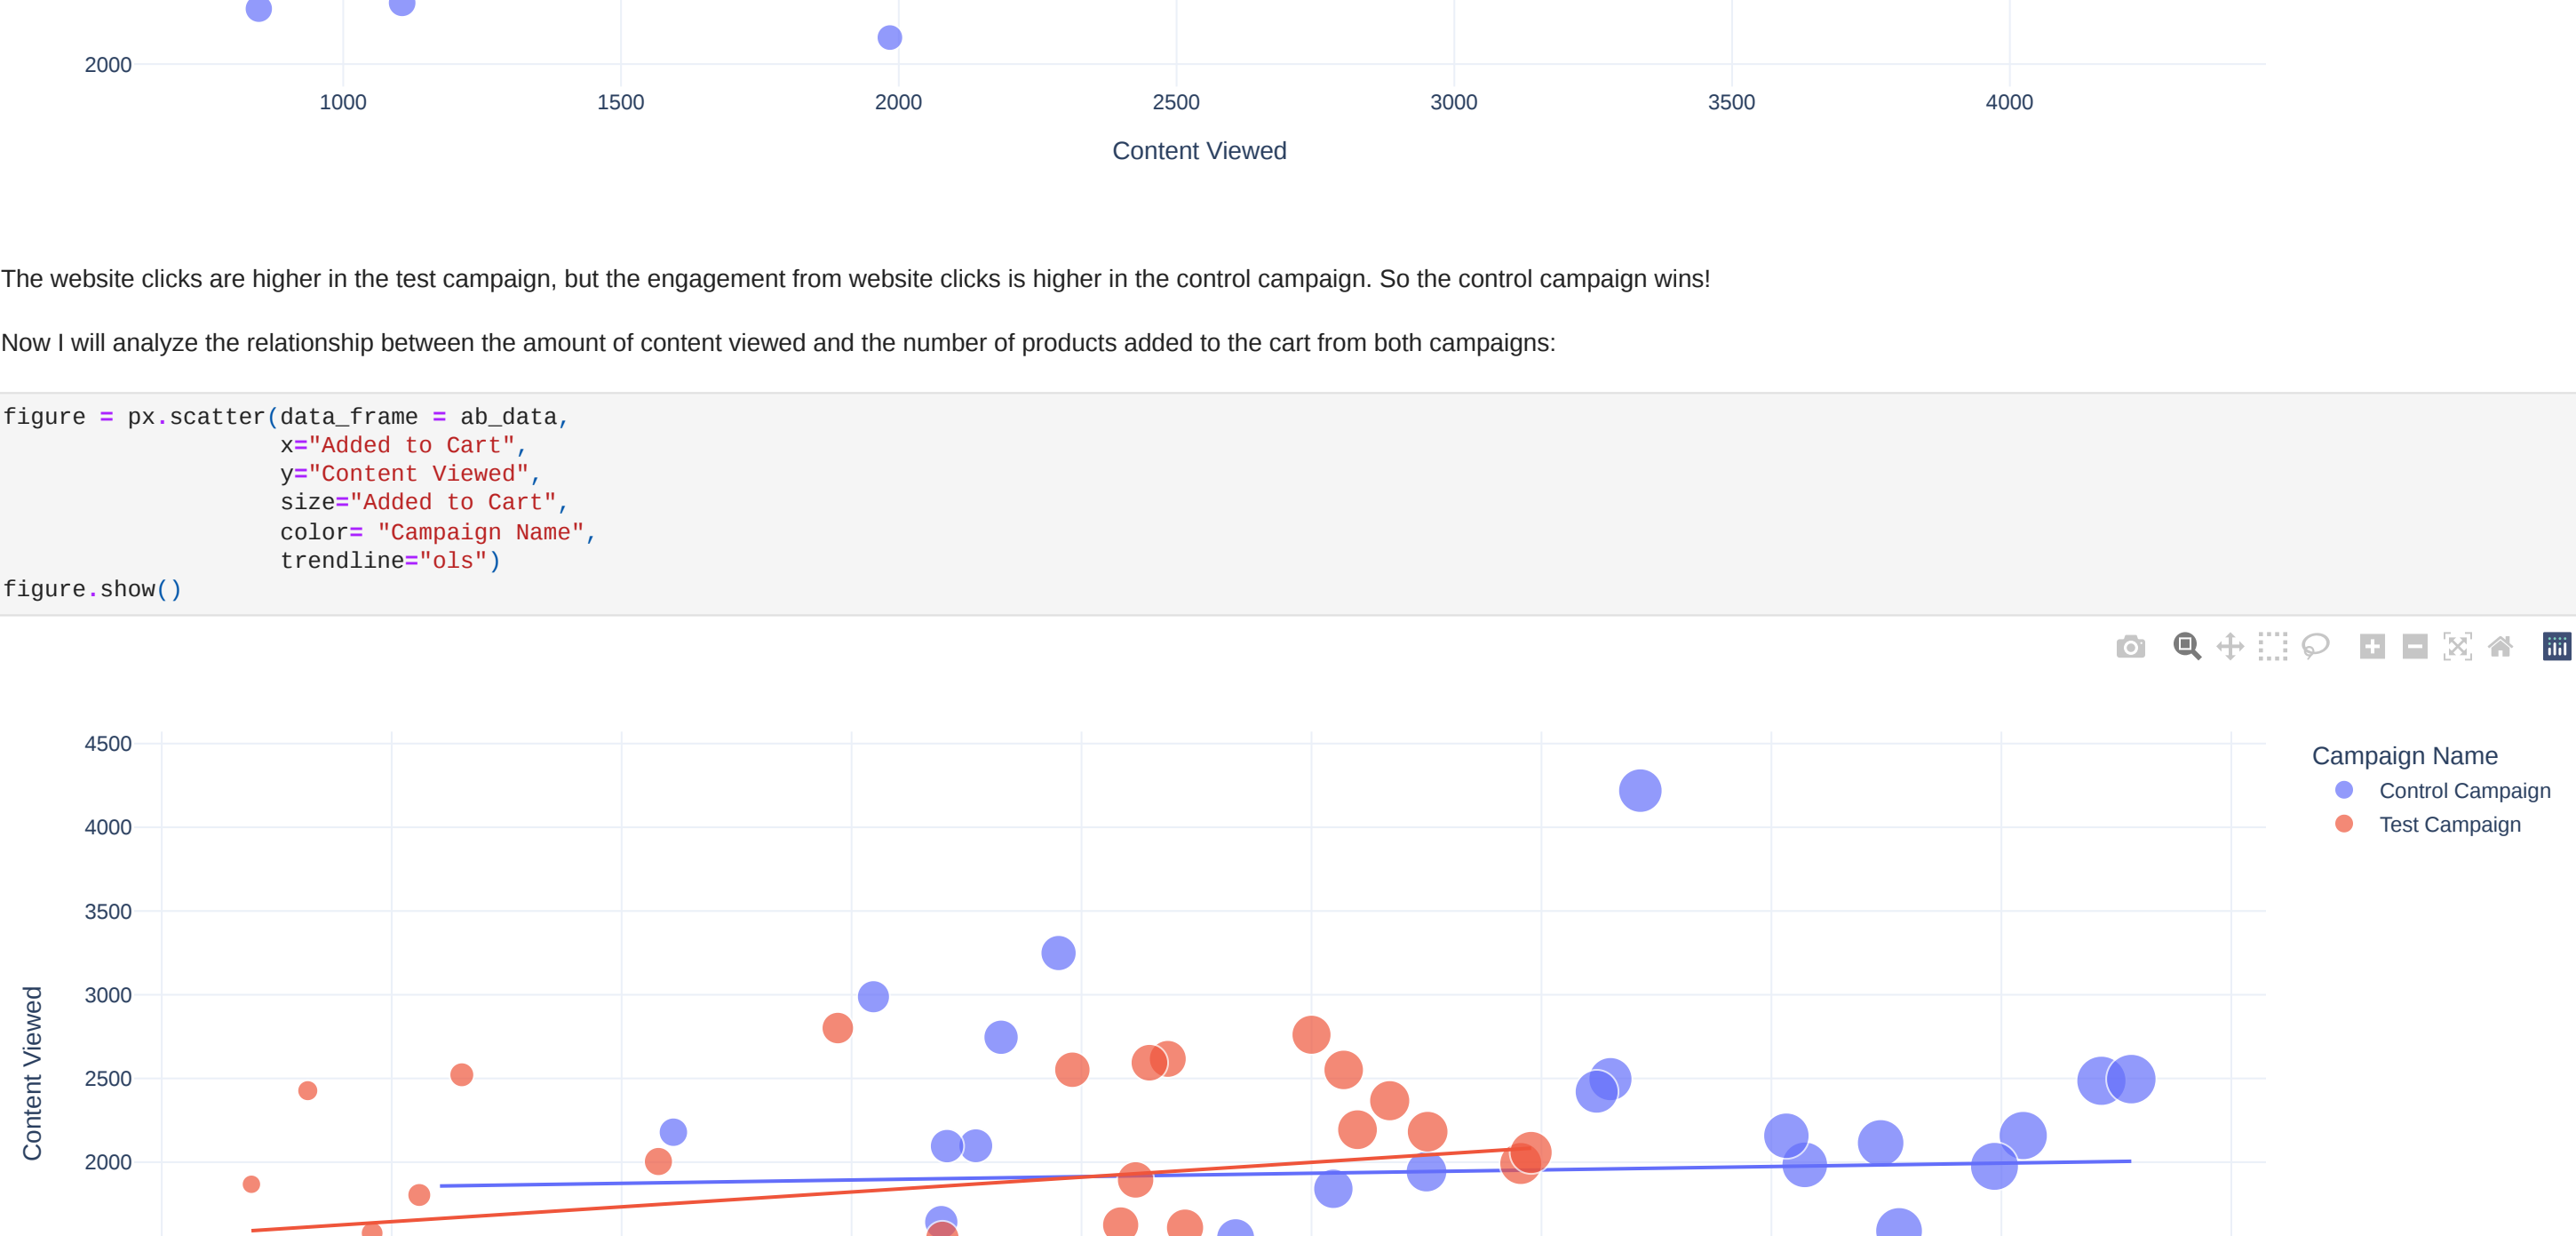 2000
1000 1500 2000 2500 3000 3500 4000
Content Viewed
The website clicks are higher in the test campaign, but the engagement from website clicks is higher in the control campaign. So the control campaign wins!
Now I will analyze the relationship between the amount of content viewed and the number of products added to the cart from both campaigns:
figure = px.scatter(data_frame = ab_data,
                    x="Added to Cart",
                    y="Content Viewed",
                    size="Added to Cart",
                    color= "Campaign Name",
                    trendline="ols")
figure.show()
4500
4000
3500
3000
2500
2000
Content Viewed
Campaign Name
Control Campaign
Test Campaign